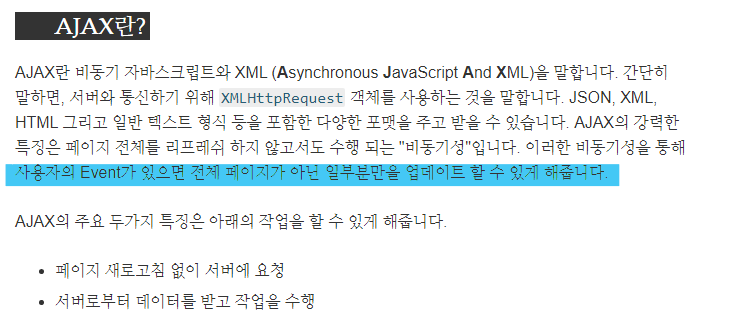 AJAX란?
AJAX란 비동기 자바스크립트와 XML (Asynchronous JavaScript And XML)을 말합니다. 간단히
말하면, 서버와 통신하기 위해 XMLHttpRequest 객체를 사용하는 것을 말합니다. JSON, XML,
HTML 그리고 일반 텍스트 형식 등을 포함한 다양한 포맷을 주고 받을 수 있습니다. AJAX의 강력한
특징은 페이지 전체를 리프레쉬 하지 않고서도 수행 되는 "비동기성"입니다. 이러한 비동기성을 통해
사용자의 Event가 있으면 전체 페이지가 아닌 일부분만을 업데이트 할 수 있게 해줍니다.
AJAX의 주요 두가지 특징은 아래의 작업을 할 수 있게 해줍니다.
• 페이지 새로고침 없이 서버에 요청
• 서버로부터 데이터를 받고 작업을 수행